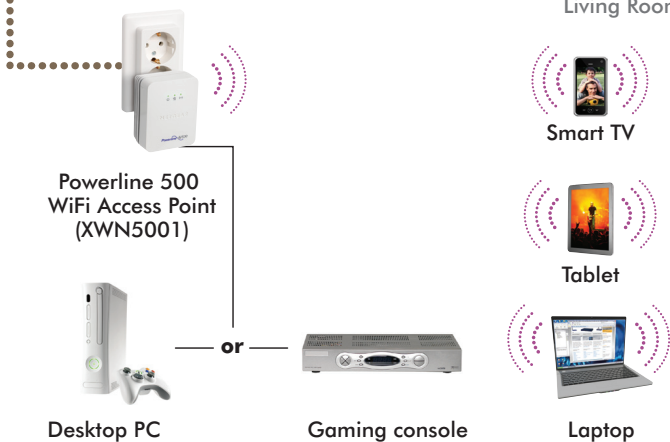 Living Room
Smart TV
Powerline 500
WiFi Access Point
(XWN5001)
Tablet
or
Desktop PC
Gaming console
Laptop